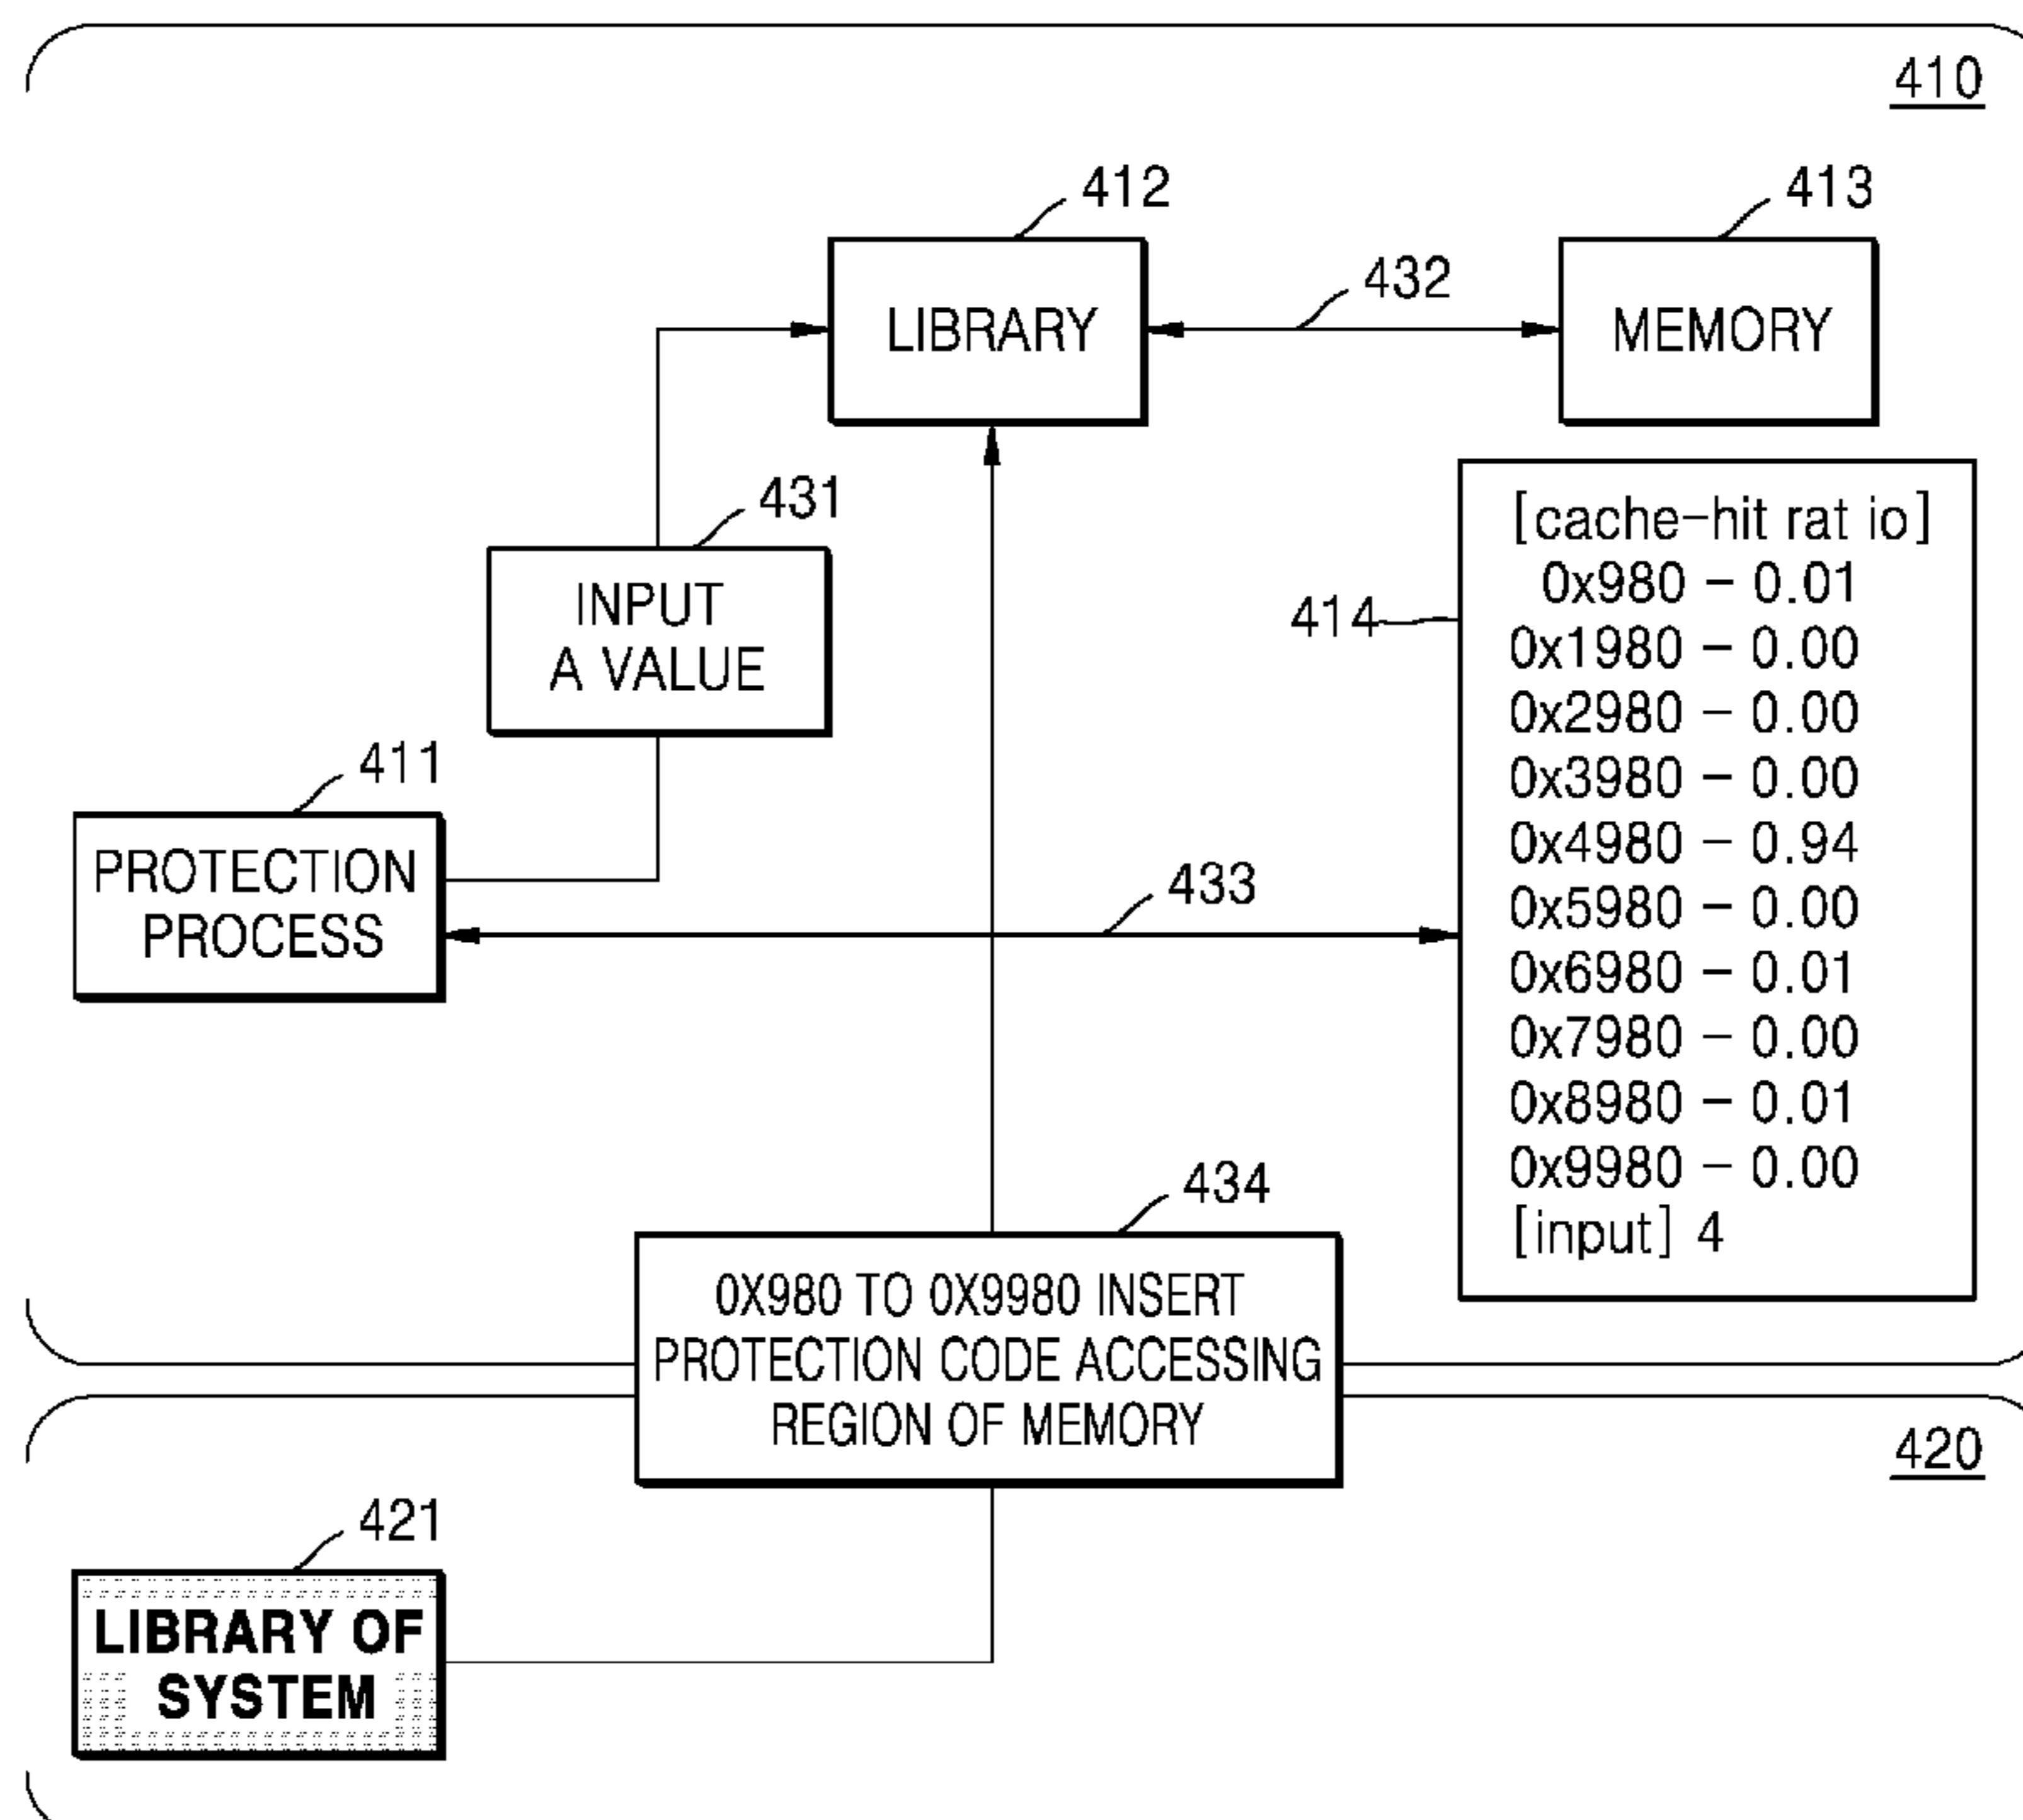 410
412
413
432
LIBRARY
MEMORY
431
[cache-hit rat io]
0x980 - 0.01
0x1980 - 0.00
0x2980 - 0.00
0x3980 - 0.00
0x4980 - 0.94
0x5980 - 0.00
0x6980 - 0.01
0x7980 - 0.00
0x8980 - 0.01
0x9980 - 0.00
[input] 4
414
INPUT
A VALUE
411
PROTECTION
PROCESS
433
434
0X980 TO 0X9980 INSERT
PROTECTION CODE ACCESSING
REGION OF MEMORY
420
421
LIBRARY OF
SYSTEM